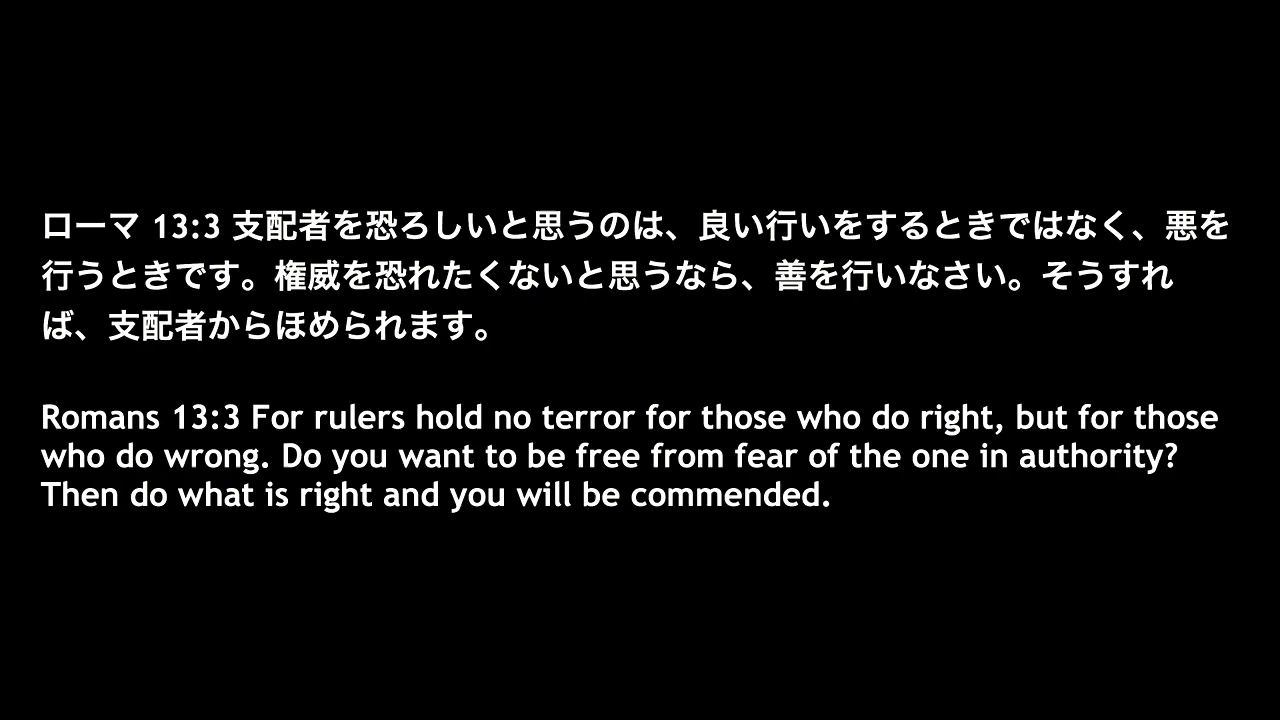 ローマ 13:3 支配者を恐ろしいと思うのは、良い行いをするときではなく、悪を
行うときです。権威を恐れたくないと思うなら、善を行いなさい。そうすれ
ば、支配者からほめられます。
Romans 13:3 For rulers hold no terror for those who do right, but for those
who do wrong. Do you want to be free from fear of the one in authority?
Then do what is right and you will be commended.